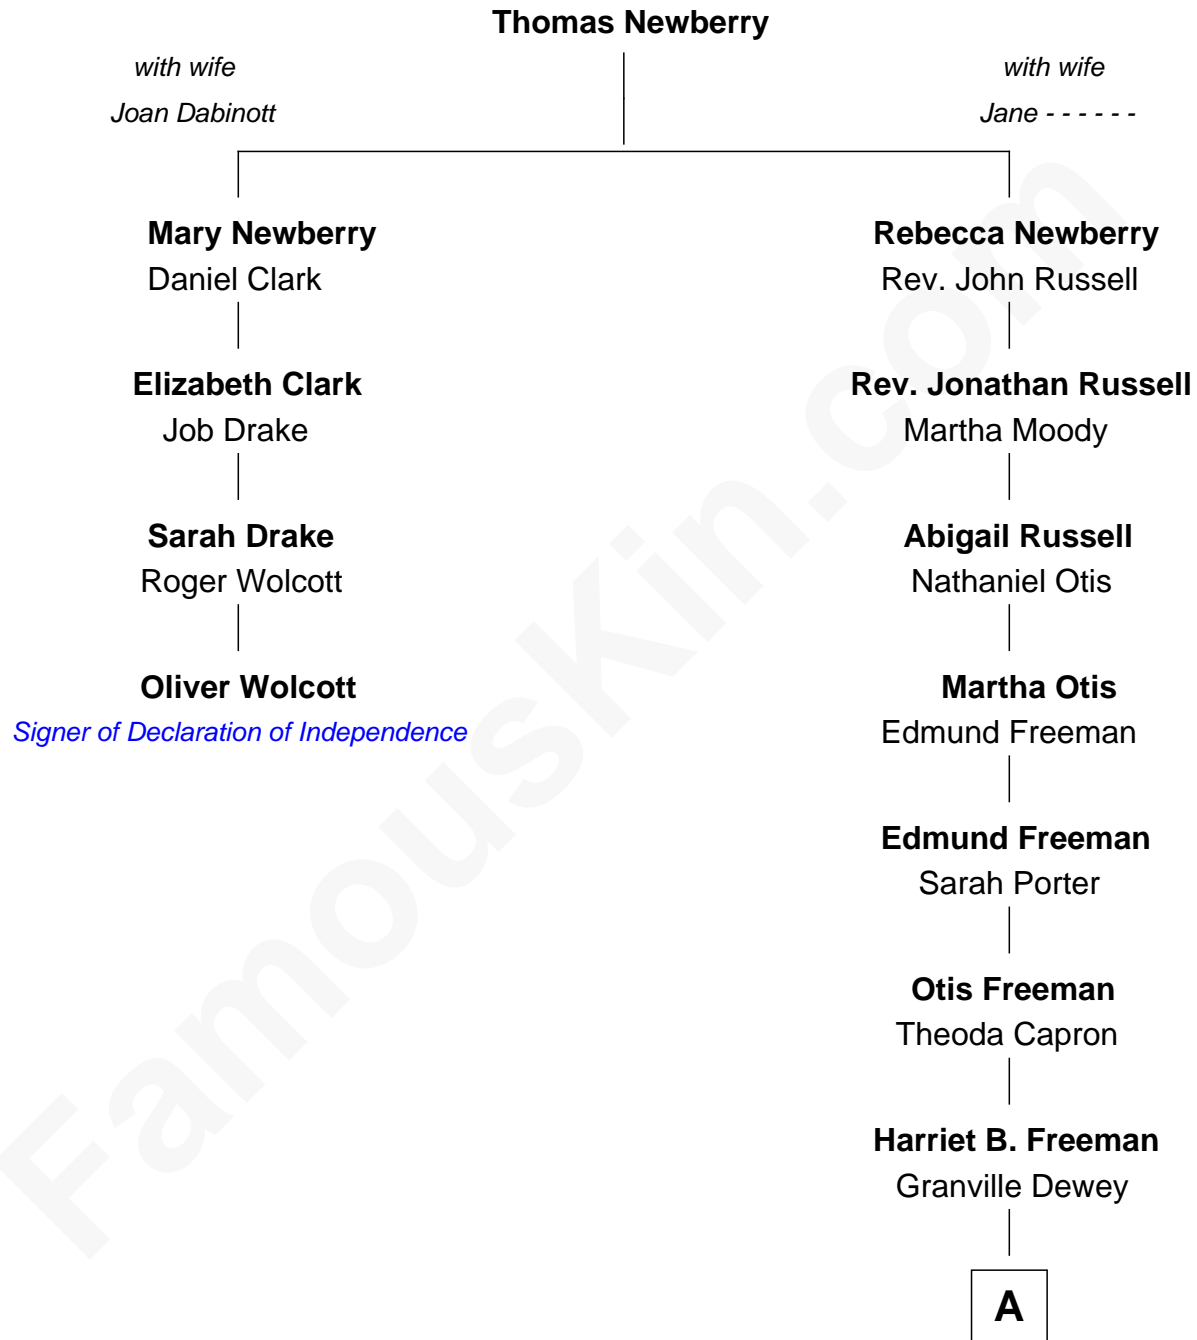 Thomas Newberry
with wife
Joan Dabinott
with wife
Jane - - - - - -
Mary Newberry
Daniel Clark
Rebecca Newberry
Rev. John Russell
Elizabeth Clark
Job Drake
Rev. Jonathan Russell
Martha Moody
Sarah Drake
Roger Wolcott
Abigail Russell
Nathaniel Otis
Oliver Wolcott
Signer of Declaration of Independence
Martha Otis
Edmund Freeman
Edmund Freeman
Sarah Porter
Otis Freeman
Theoda Capron
Harriet B. Freeman
Granville Dewey
A
FamousKin.com